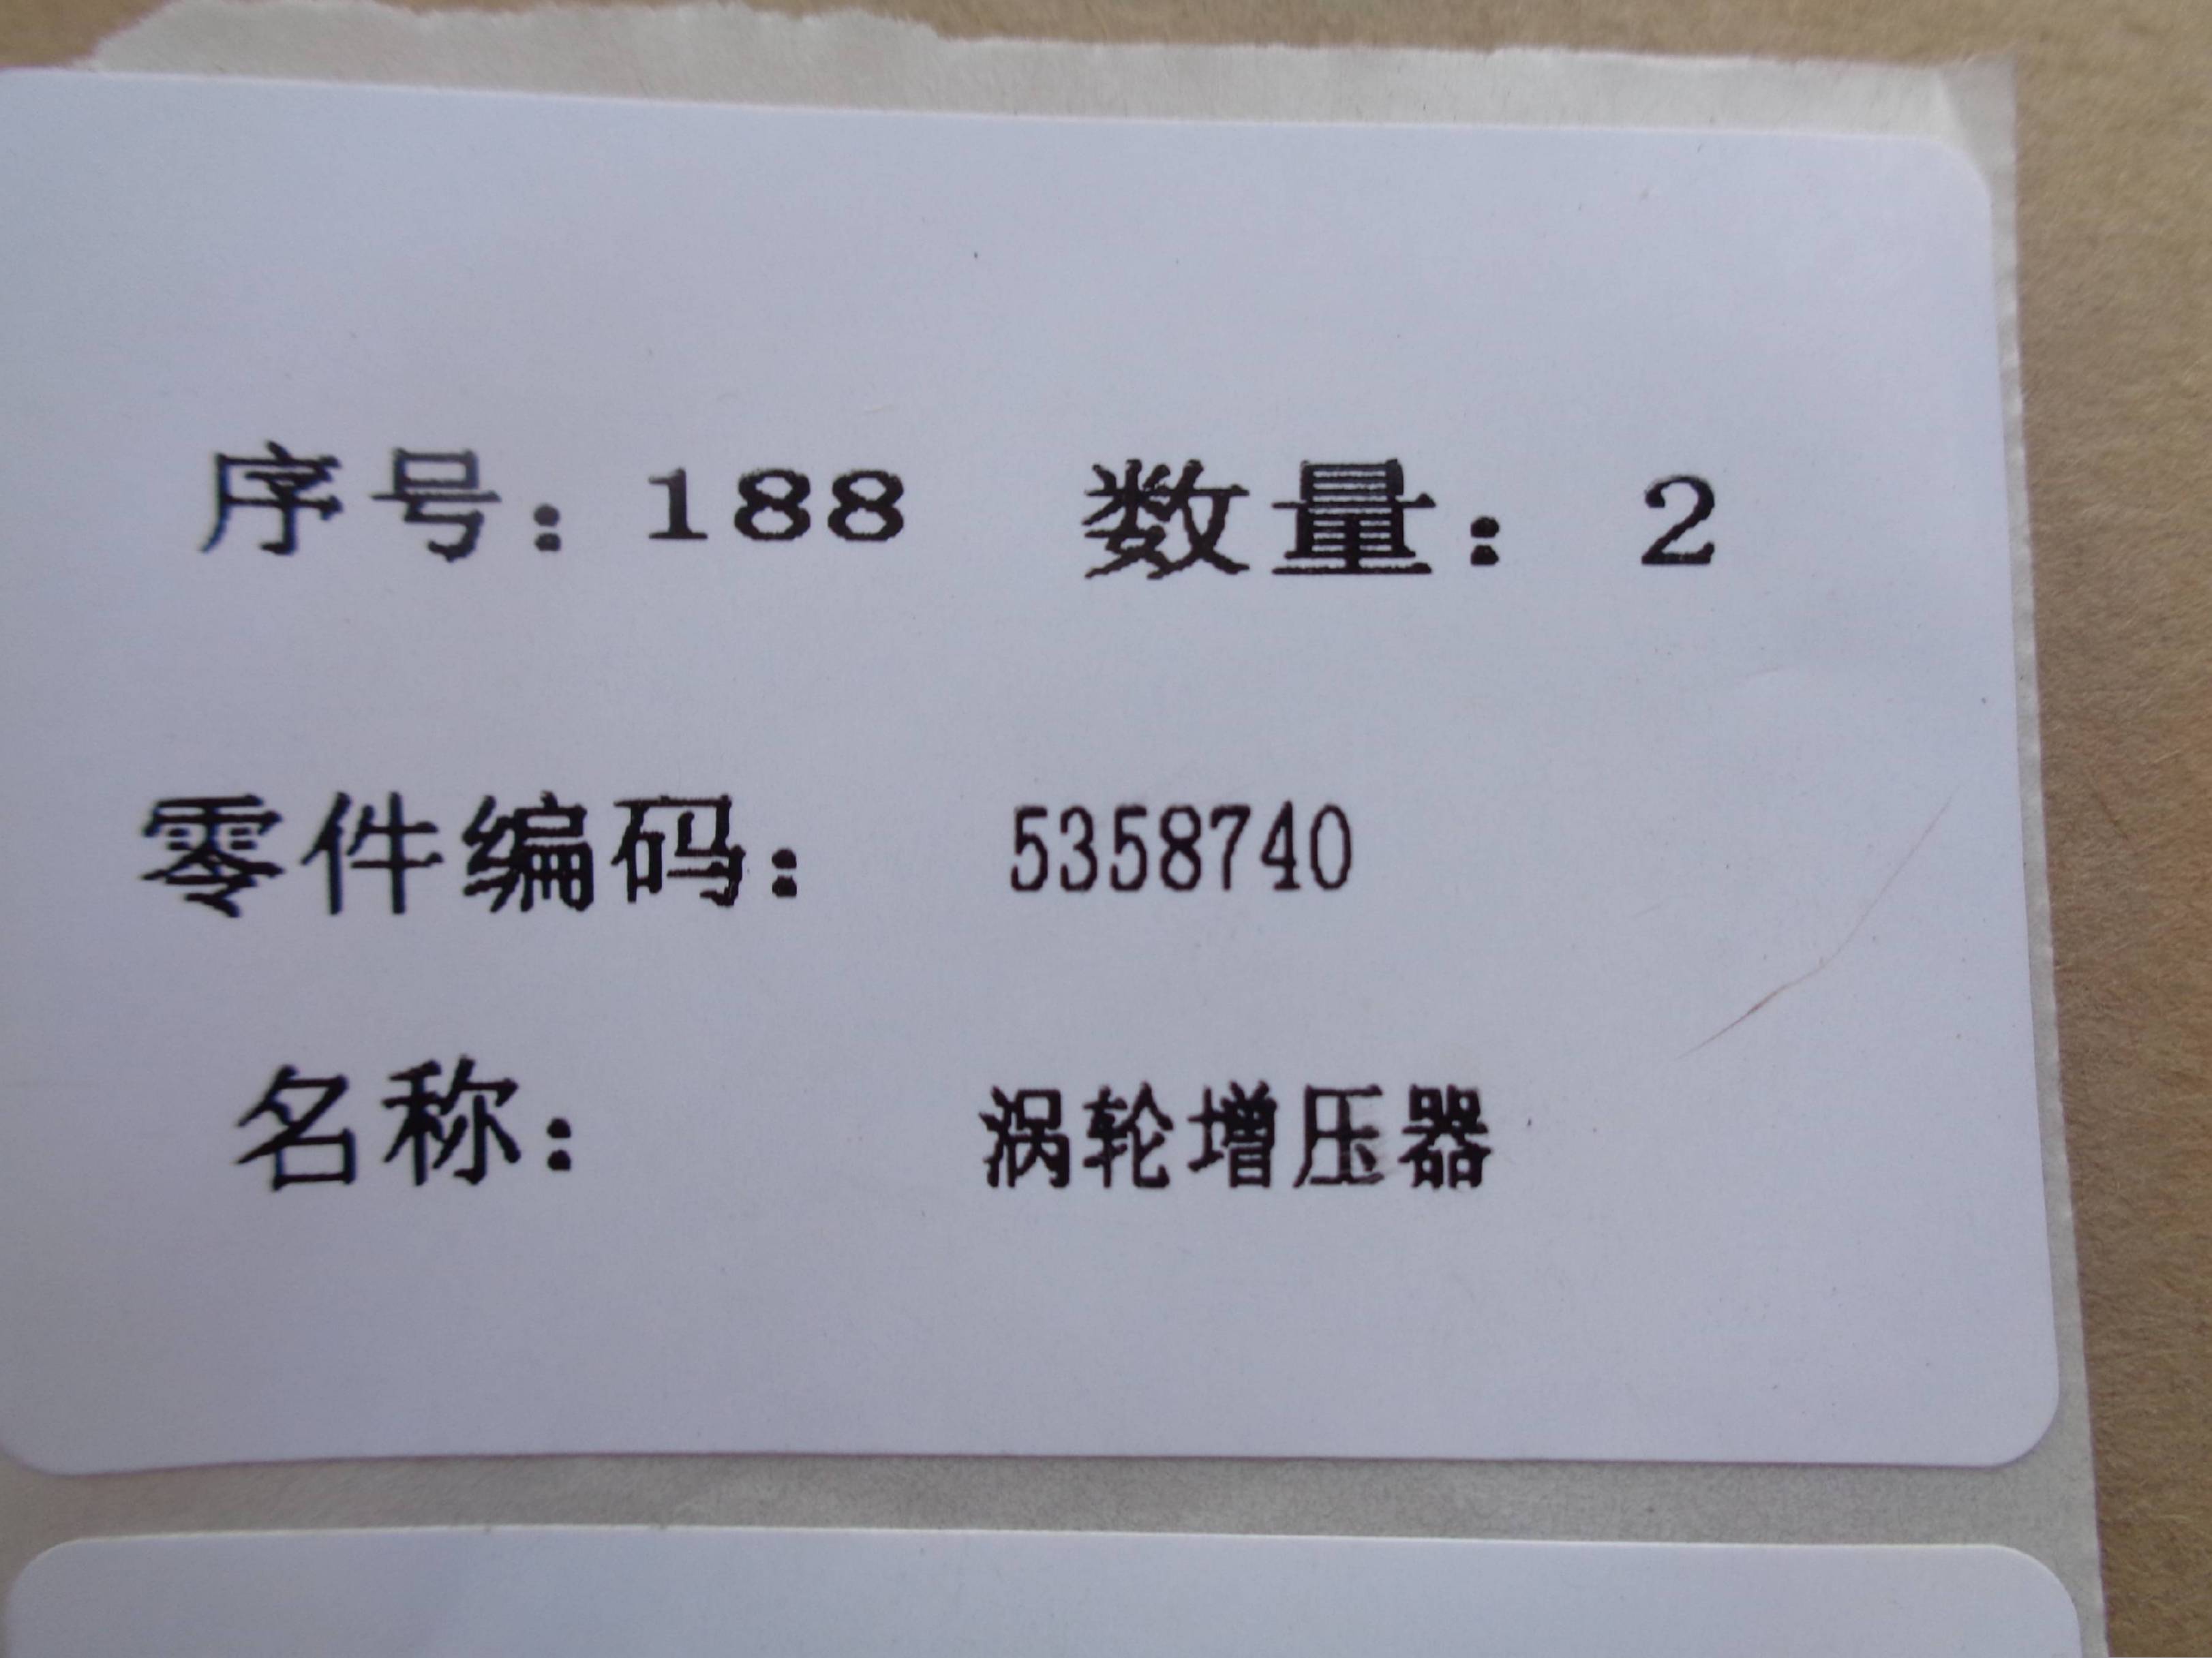 序号：188 数量： 2
零件编码： 5358740
名称： 涡轮增压器